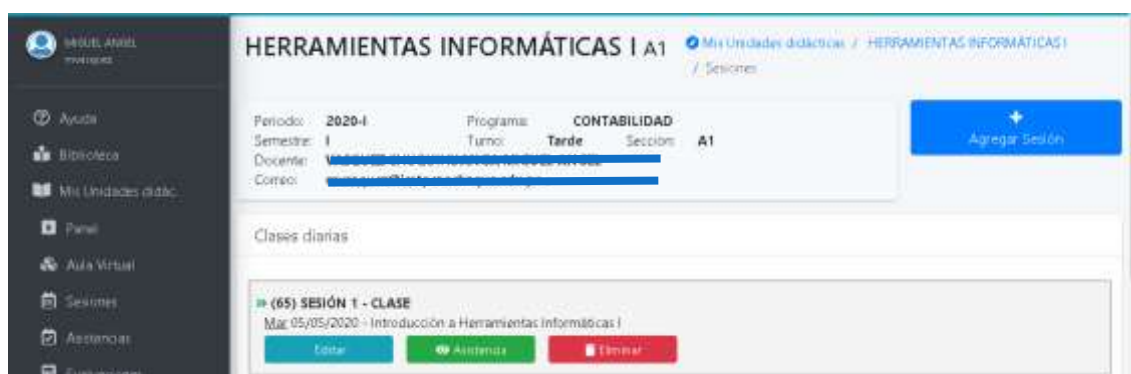 MIGUEL ANGEL
Ayuda
Biblioteca
Mis Unidades didác.
Panel
Aula Virtual
Sesiones
Asistencias
HERRAMIENTAS INFORMÁTICAS I A1
Mis Unidades didácticas / HERRAMIENTAS INFORMÁTICAS I
/ Sesiones
Periodo: 2020-I Programa: CONTABILIDAD
Semestre: I Turno: Tarde Sección: A1
Docente:
Correo:
Agregar Sesión
Clases diarias
(65) SESIÓN 1 - CLASE
Mar 05/05/2020 - Introducción a Herramientas Informáticas I
Editar Asistencia Eliminar